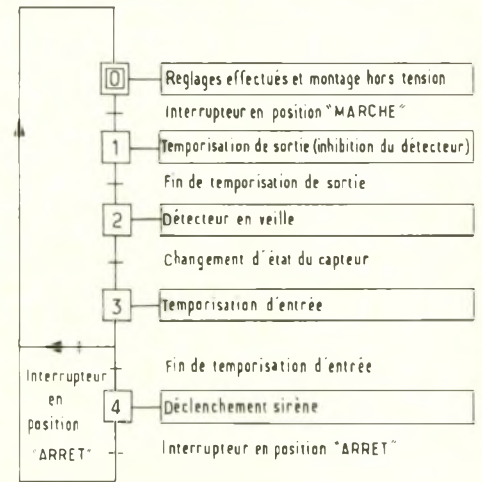 0
Réglages effectués et montage hors tension
Interrupteur en position "MARCHE"
1
Temporisation de sortie (inhibition du détecteur)
Fin de temporisation de sortie
2
Détecteur en veille
Changement d'état du capteur
3
Temporisation d'entrée
Fin de temporisation d'entrée
Interrupteur
en
position
"ARRET"
4
Déclenchement sirène
Interrupteur en position "ARRET"